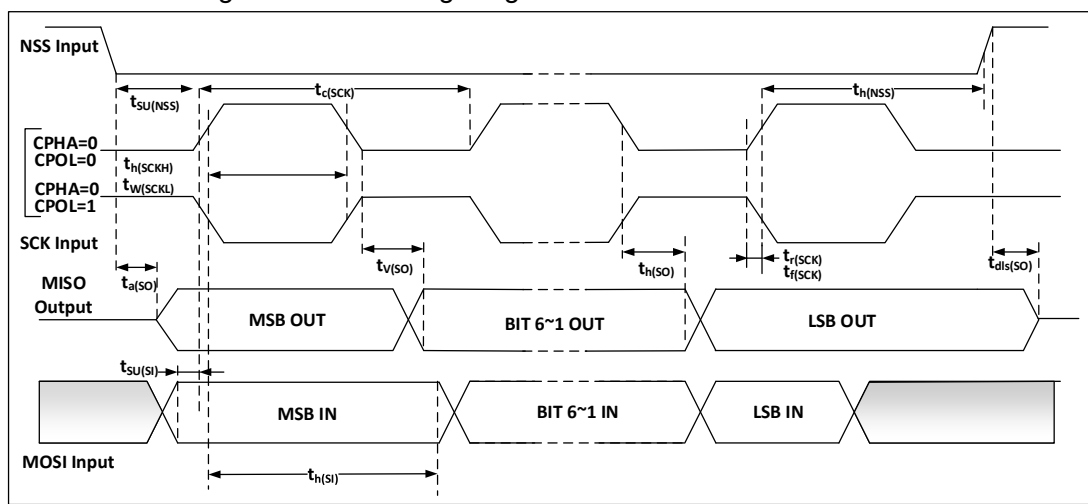 NSS Input
tSU(NSS)
tc(SCK)
th(NSS)
CPHA=0
CPOL=0
th(SCKH)
tW(SCKL)
CPHA=0
CPOL=1
SCK Input
ta(SO)
tV(SO)
th(SO)
tr(SCK)
tf(SCK)
tdis(SO)
MISO
Output
MSB OUT
BIT 6~1 OUT
LSB OUT
tSU(SI)
MSB IN
BIT 6~1 IN
LSB IN
MOSI Input
th(SI)